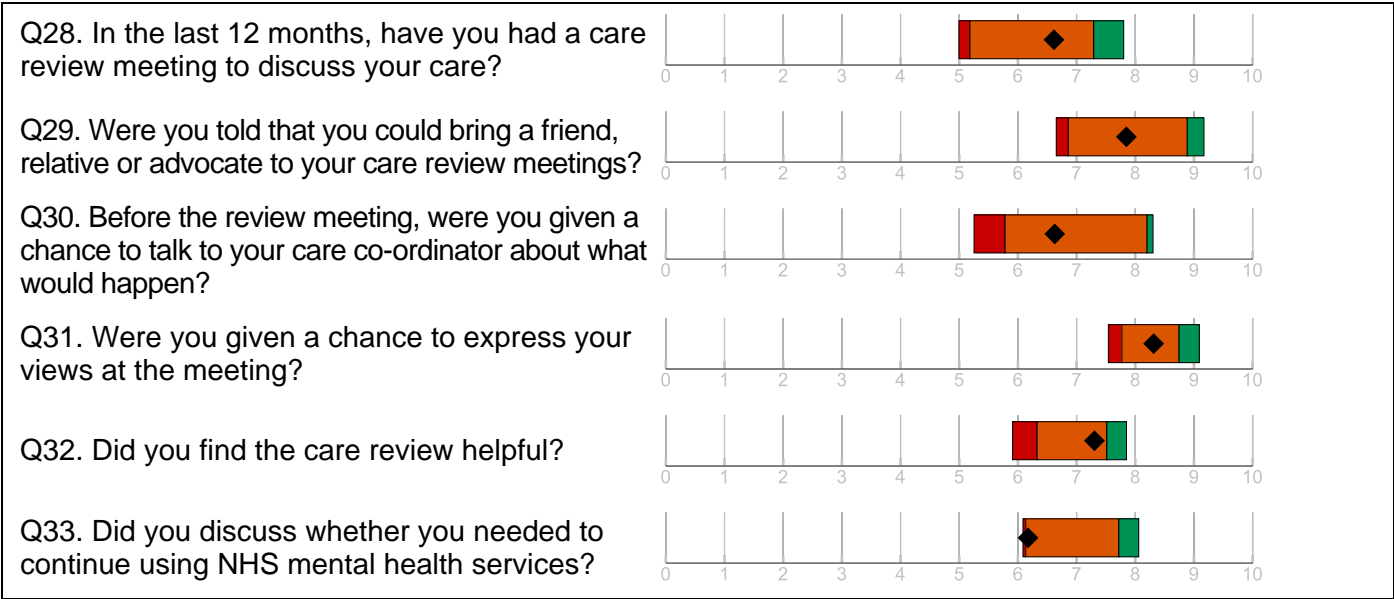 Q28. In the last 12 months, have you had a care
review meeting to discuss your care?
0 1 2 3 4 5 6 7 8 9 10
Q29. Were you told that you could bring a friend,
relative or advocate to your care review meetings?
0 1 2 3 4 5 6 7 8 9 10
Q30. Before the review meeting, were you given a
chance to talk to your care co-ordinator about what
would happen?
0 1 2 3 4 5 6 7 8 9 10
Q31. Were you given a chance to express your
views at the meeting?
0 1 2 3 4 5 6 7 8 9 10
Q32. Did you find the care review helpful?
0 1 2 3 4 5 6 7 8 9 10
Q33. Did you discuss whether you needed to
continue using NHS mental health services?
0 1 2 3 4 5 6 7 8 9 10